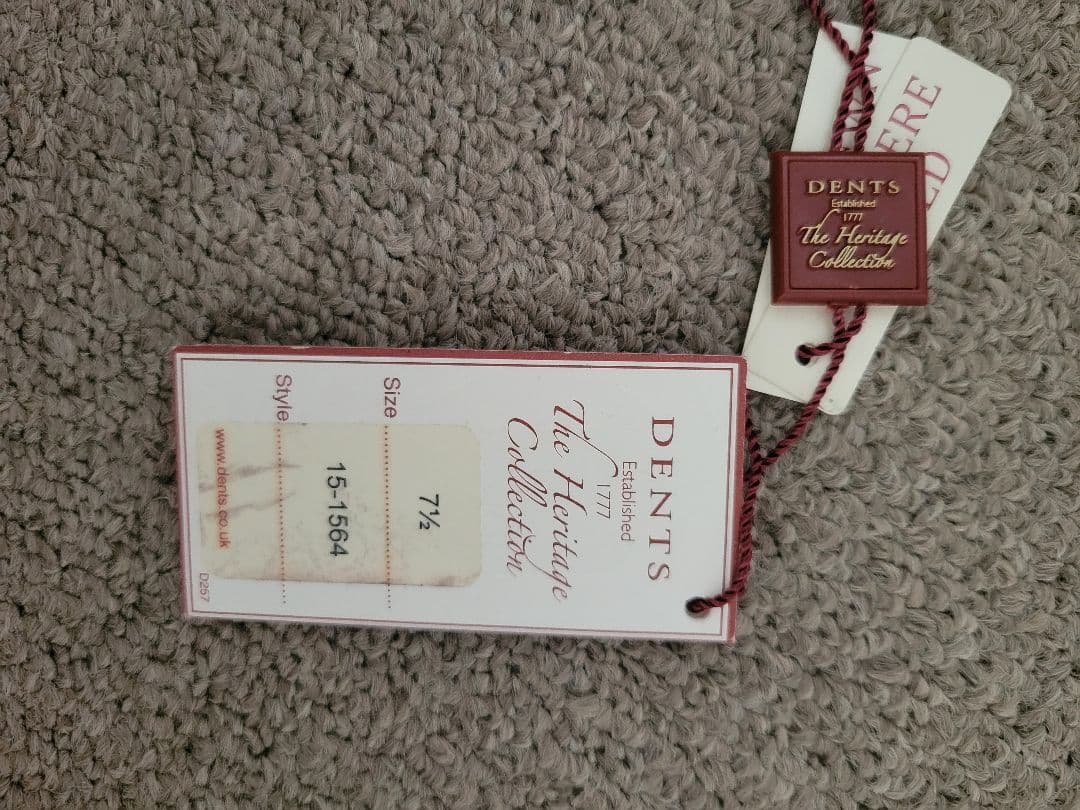 DENTS
Established
1777
The Heritage
Collection
Size
7½
15-1564
Style
www.dents.co.uk
D257
DENTS
Established
1777
The Heritage
Collection